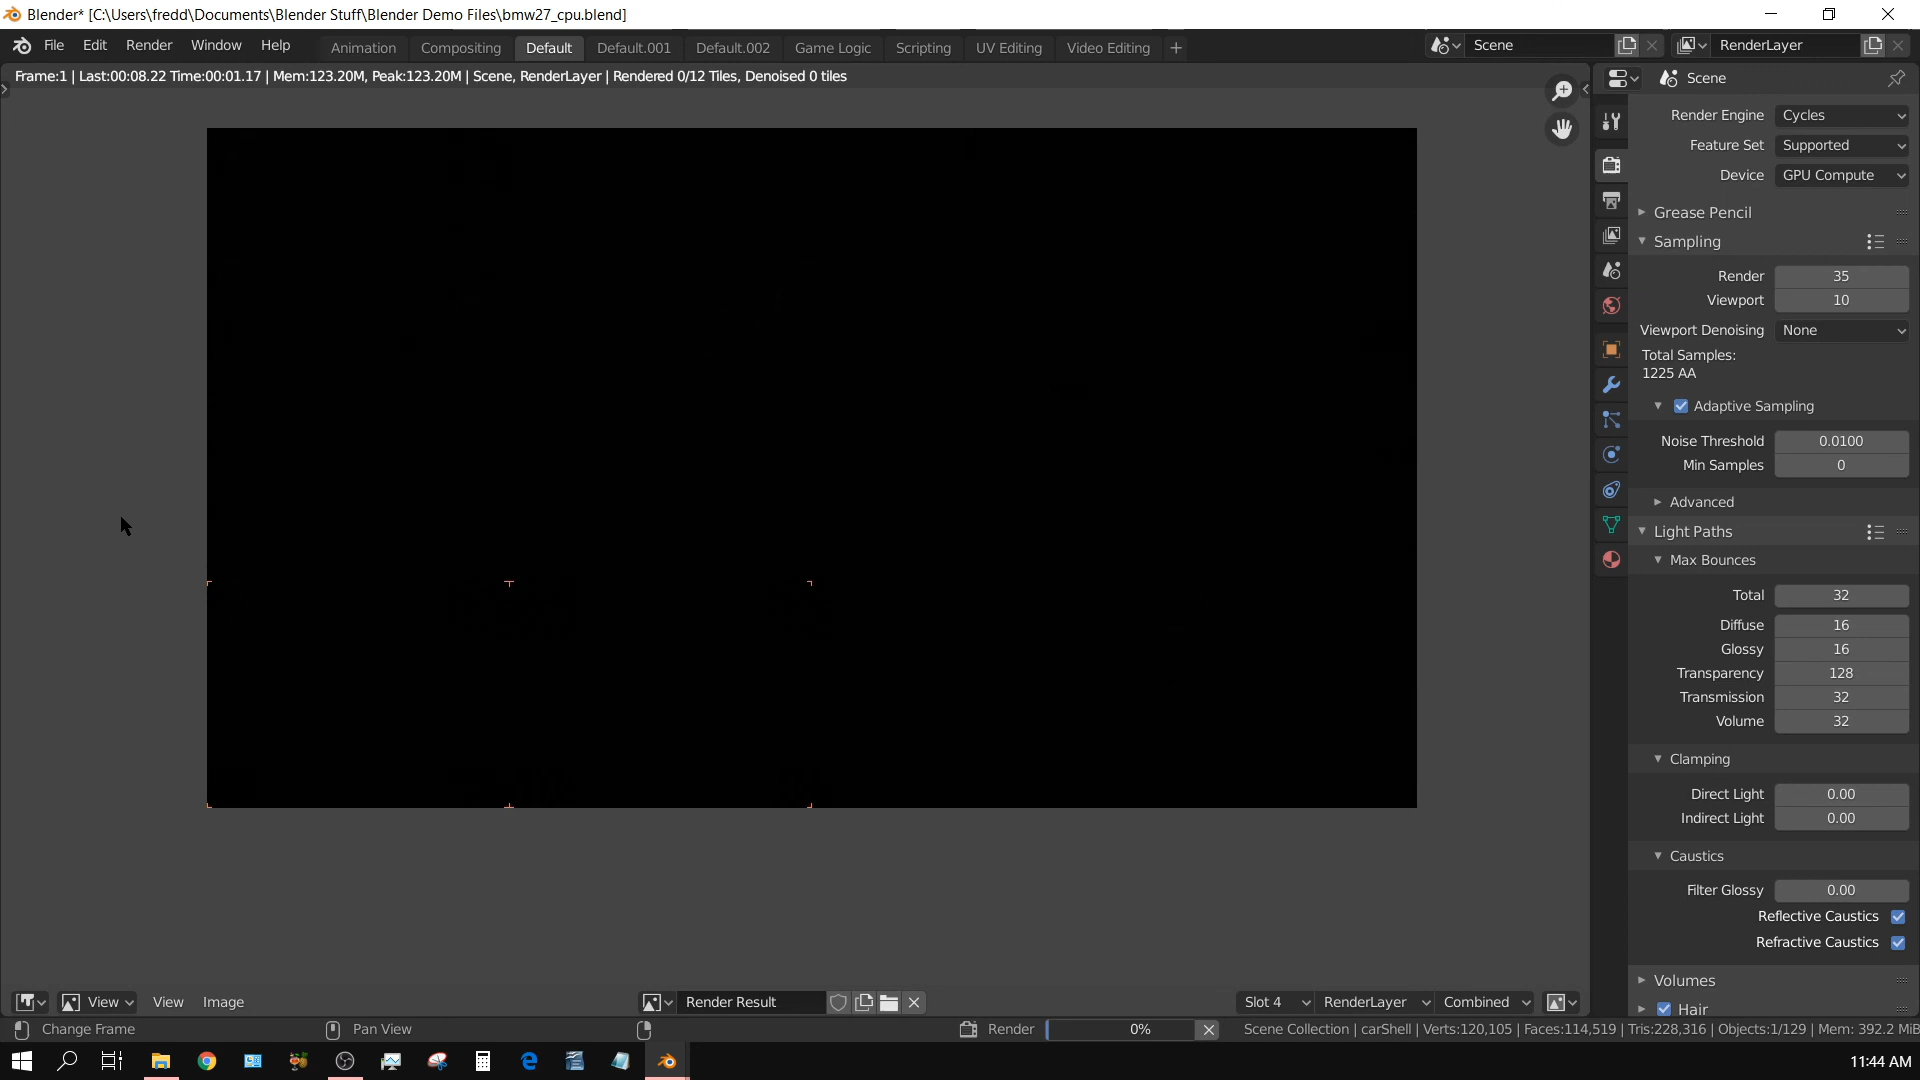 Blender* [C:\Users\fredd\Documents\Blender Stuff\Blender Demo Files\bmw27_cpu.blend]
File Edit Render Window Help Animation Compositing Default Default.001 Default.002 Game Logic Scripting UV Editing Video Editing + Scene RenderLayer
Frame:1 | Last:00:08.22 Time:00:01.17 | Mem:123.20M, Peak:123.20M | Scene, RenderLayer | Rendered 0/12 Tiles, Denoised 0 tiles
Scene
Render Engine Cycles
Feature Set Supported
Device GPU Compute
Grease Pencil
Sampling
Render 35
Viewport 10
Viewport Denoising None
Total Samples:
1225 AA
Adaptive Sampling
Noise Threshold 0.0100
Min Samples 0
Advanced
Light Paths
Max Bounces
Total 32
Diffuse 16
Glossy 16
Transparency 128
Transmission 32
Volume 32
Clamping
Direct Light 0.00
Indirect Light 0.00
Caustics
Filter Glossy 0.00
Reflective Caustics
Refractive Caustics
Volumes
Hair
View View Image Render Result Slot 4 RenderLayer Combined
Change Frame Pan View Render 0% Scene Collection | carShell | Verts:120,105 | Faces:114,519 | Tris:228,316 | Objects:1/129 | Mem: 392.2 MiB
11:44 AM